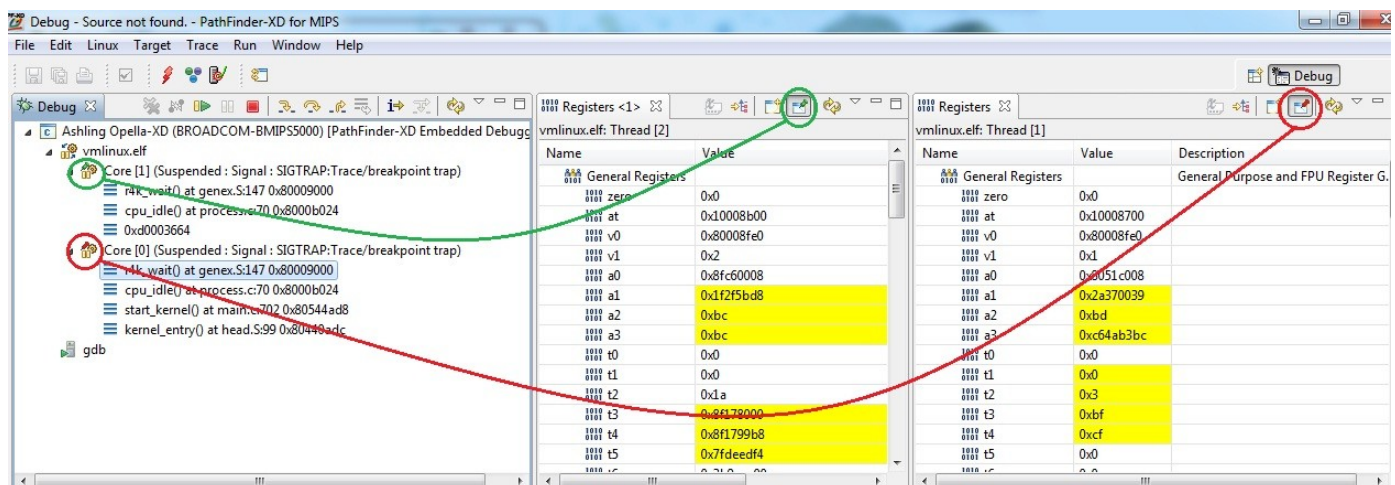 Debug - Source not found. - PathFinder-XD for MIPS
File Edit Linux Target Trace Run Window Help
Debug
Debug
Ashling Opella-XD (BROADCOM-BMIPS5000) [PathFinder-XD Embedded Debugg
vmlinux.elf
Core [1] (Suspended : Signal : SIGTRAP:Trace/breakpoint trap)
r4k_wait() at genex.S:147 0x80009000
cpu_idle() at process.c:70 0x8000b024
0xd0003664
Core [0] (Suspended : Signal : SIGTRAP:Trace/breakpoint trap)
r4k_wait() at genex.S:147 0x80009000
cpu_idle() at process.c:70 0x8000b024
start_kernel() at main.c:702 0x80544ad8
kernel_entry() at head.S:99 0x80440adc
gdb
Registers <1>
vmlinux.elf: Thread [2]
Name Value
General Registers
zero 0x0
at 0x10008b00
v0 0x80008fe0
v1 0x2
a0 0x8fc60008
a1 0x1f2f5bd8
a2 0xbc
a3 0xbc
t0 0x0
t1 0x0
t2 0x1a
t3 0x8f178000
t4 0x8f1799b8
t5 0x7fdeedf4
Registers
vmlinux.elf: Thread [1]
Name Value Description
General Registers General Purpose and FPU Register G.
zero 0x0
at 0x10008700
v0 0x80008fe0
v1 0x1
a0 0x8051c008
a1 0x2a370039
a2 0xbd
a3 0xc64ab3bc
t0 0x0
t1 0x0
t2 0x3
t3 0xbf
t4 0xcf
t5 0x0